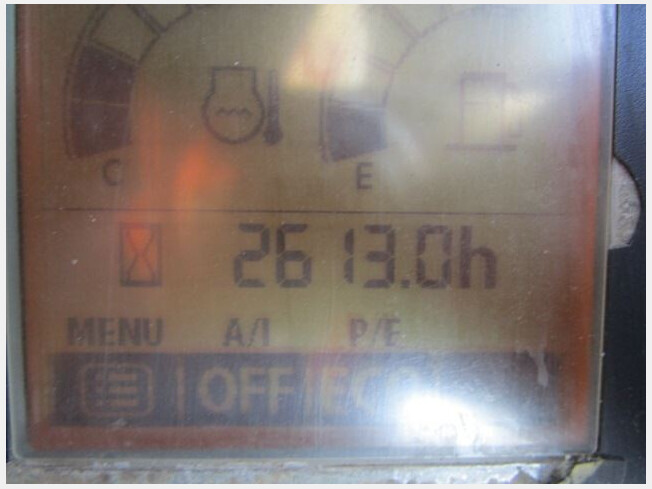 C E
2613.0h
MENU A/I P/E
OFF ECO